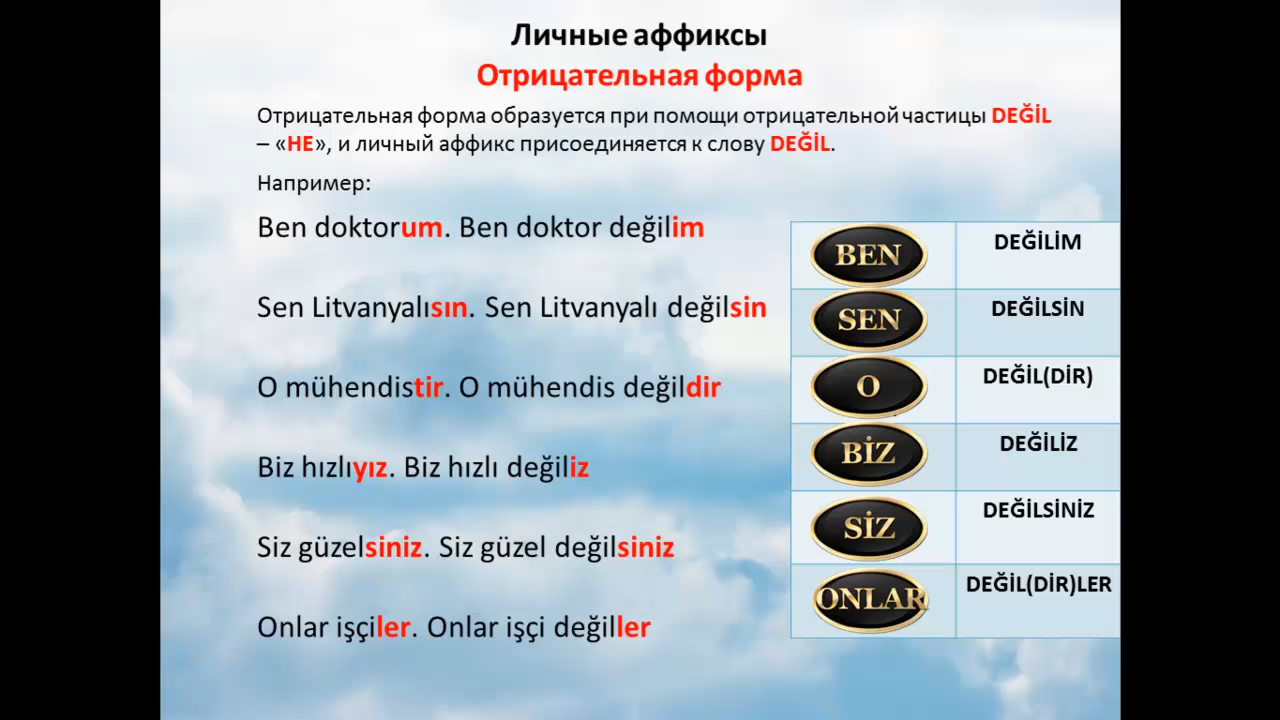 Личные аффиксы
Отрицательная форма
Отрицательная форма образуется при помощи отрицательной частицы DEĞİL
– «НЕ», и личный аффикс присоединяется к слову DEĞİL.
Например:
Ben doktorum. Ben doktor değilim
Sen Litvanyalısın. Sen Litvanyalı değilsin
O mühendistir. O mühendis değildir
Biz hızlıyız. Biz hızlı değiliz
Siz güzelsiniz. Siz güzel değilsiniz
Onlar işçiler. Onlar işçi değiller
BEN DEĞİLİM
SEN DEĞİLSİN
O DEĞİL(DİR)
BİZ DEĞİLİZ
SİZ DEĞİLSİNİZ
ONLAR DEĞİL(DİR)LER